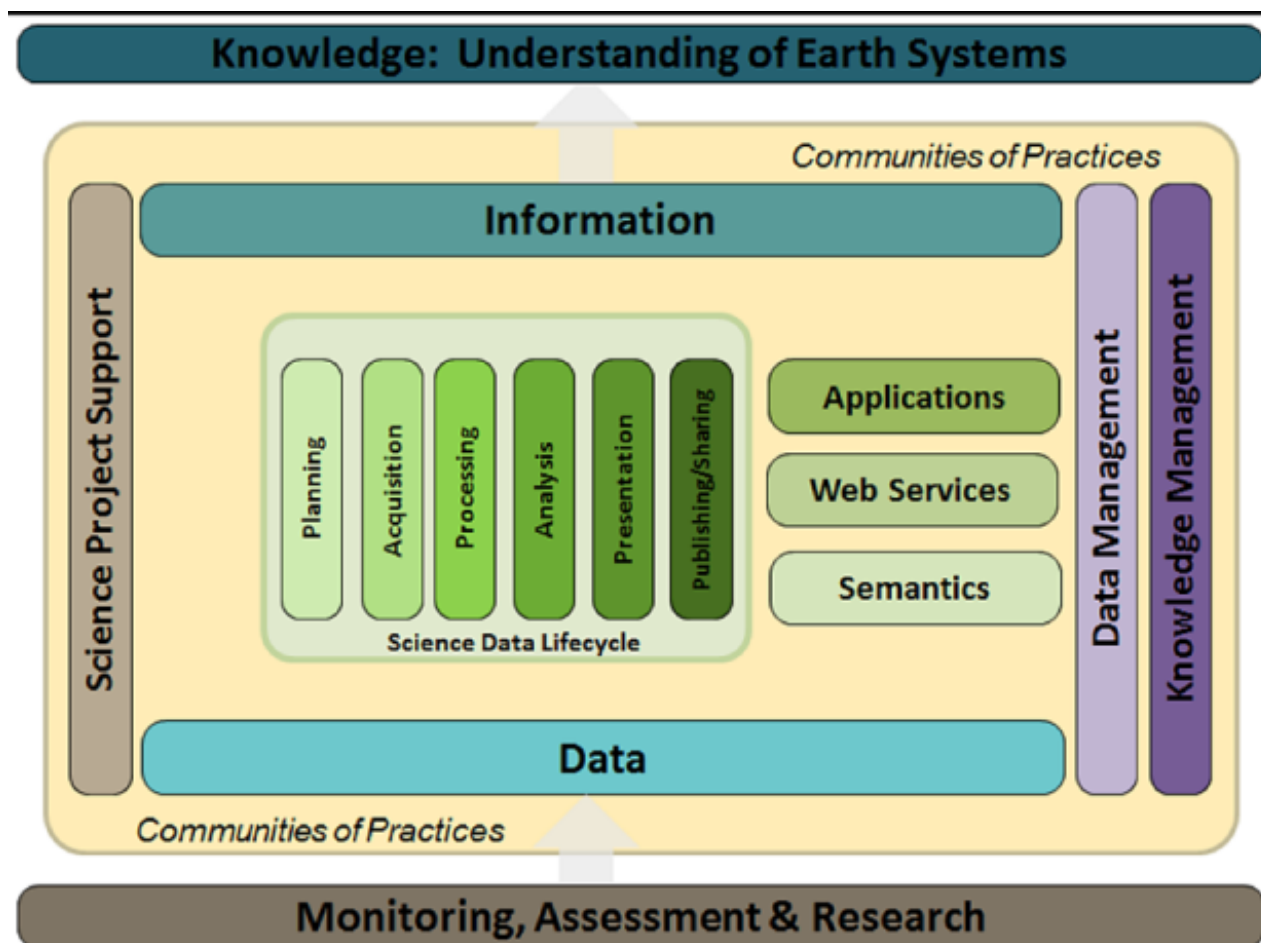 Knowledge: Understanding of Earth Systems
Communities of Practices
Information
Science Project Support
Planning
Acquisition
Processing
Analysis
Presentation
Publishing/Sharing
Science Data Lifecycle
Applications
Web Services
Semantics
Data Management
Knowledge Management
Data
Communities of Practices
Monitoring, Assessment & Research